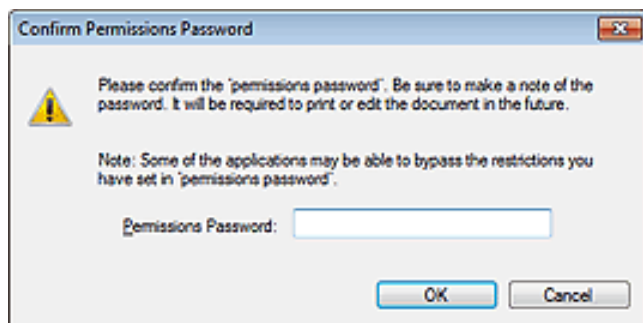 Confirm Permissions Password
Please confirm the "permissions password". Be sure to make a note of the
password. It will be required to print or edit the document in the future.
Note: Some of the applications may be able to bypass the restrictions you
have set in "permissions password".
Permissions Password:
OK Cancel